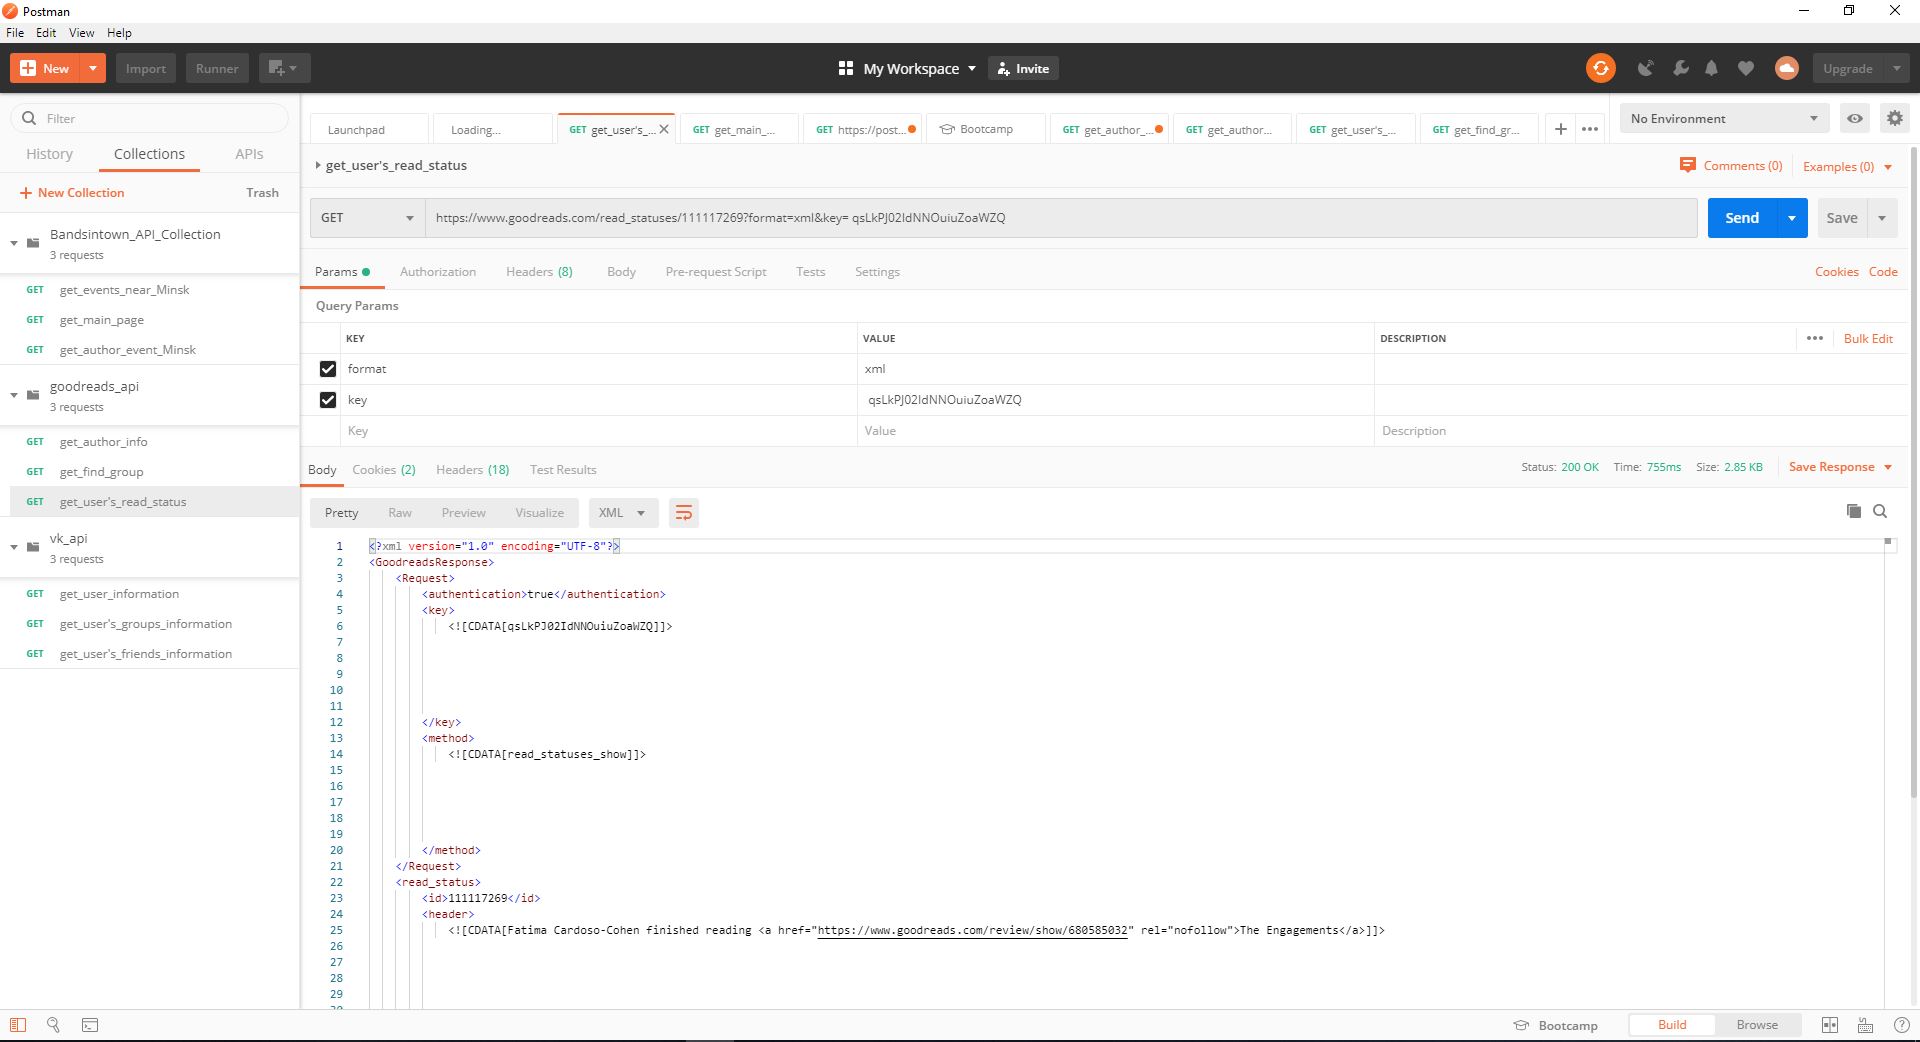 Postman
File Edit View Help
New Import Runner My Workspace Invite Upgrade
Filter
History Collections APIs
New Collection Trash
Bandsintown_API_Collection
3 requests
GET get_events_near_Minsk
GET get_main_page
GET get_author_event_Minsk
goodreads_api
3 requests
GET get_author_info
GET get_find_group
GET get_user's_read_status
vk_api
3 requests
GET get_user_information
GET get_user's_groups_information
GET get_user's_friends_information
Launchpad Loading... GET get_user's_... GET get_main_... GET https://post... Bootcamp GET get_author_... GET get_author... GET get_user's_... GET get_find_gr... No Environment
get_user's_read_status Comments (0) Examples (0)
GET https://www.goodreads.com/read_statuses/111117269?format=xml&key= qsLkPJ02IdNNOuiuZoaWZQ Send Save
Params Authorization Headers (8) Body Pre-request Script Tests Settings Cookies Code
Query Params
KEY VALUE DESCRIPTION Bulk Edit
format xml
key qsLkPJ02IdNNOuiuZoaWZQ
Key Value Description
Body Cookies (2) Headers (18) Test Results Status: 200 OK Time: 755ms Size: 2.85 KB Save Response
Pretty Raw Preview Visualize XML
1 <?xml version="1.0" encoding="UTF-8"?>
2 <GoodreadsResponse>
3 <Request>
4 <authentication>true</authentication>
5 <key>
6 <![CDATA[qsLkPJ02IdNNOuiuZoaWZQ]]>
7
8
9
10
11
12 </key>
13 <method>
14 <![CDATA[read_statuses_show]]>
15
16
17
18
19
20 </method>
21 </Request>
22 <read_status>
23 <id>111117269</id>
24 <header>
25 <![CDATA[Fatima Cardoso-Cohen finished reading <a href="https://www.goodreads.com/review/show/680585032" rel="nofollow">The Engagements</a>]]>
26
27
28
29
Bootcamp Build Browse